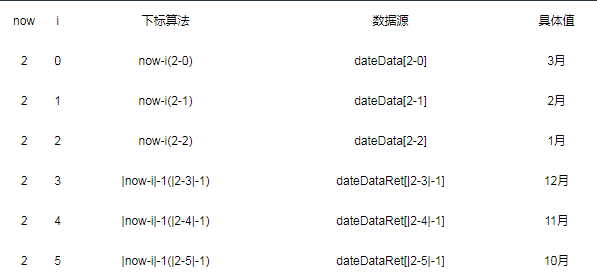 now i 下标算法 数据源 具体值
2 0 now-i(2-0) dateData[2-0] 3月
2 1 now-i(2-1) dateData[2-1] 2月
2 2 now-i(2-2) dateData[2-2] 1月
2 3 |now-i|-1(|2-3|-1) dateDataRet[|2-3|-1] 12月
2 4 |now-i|-1(|2-4|-1) dateDataRet[|2-4|-1] 11月
2 5 |now-i|-1(|2-5|-1) dateDataRet[|2-5|-1] 10月